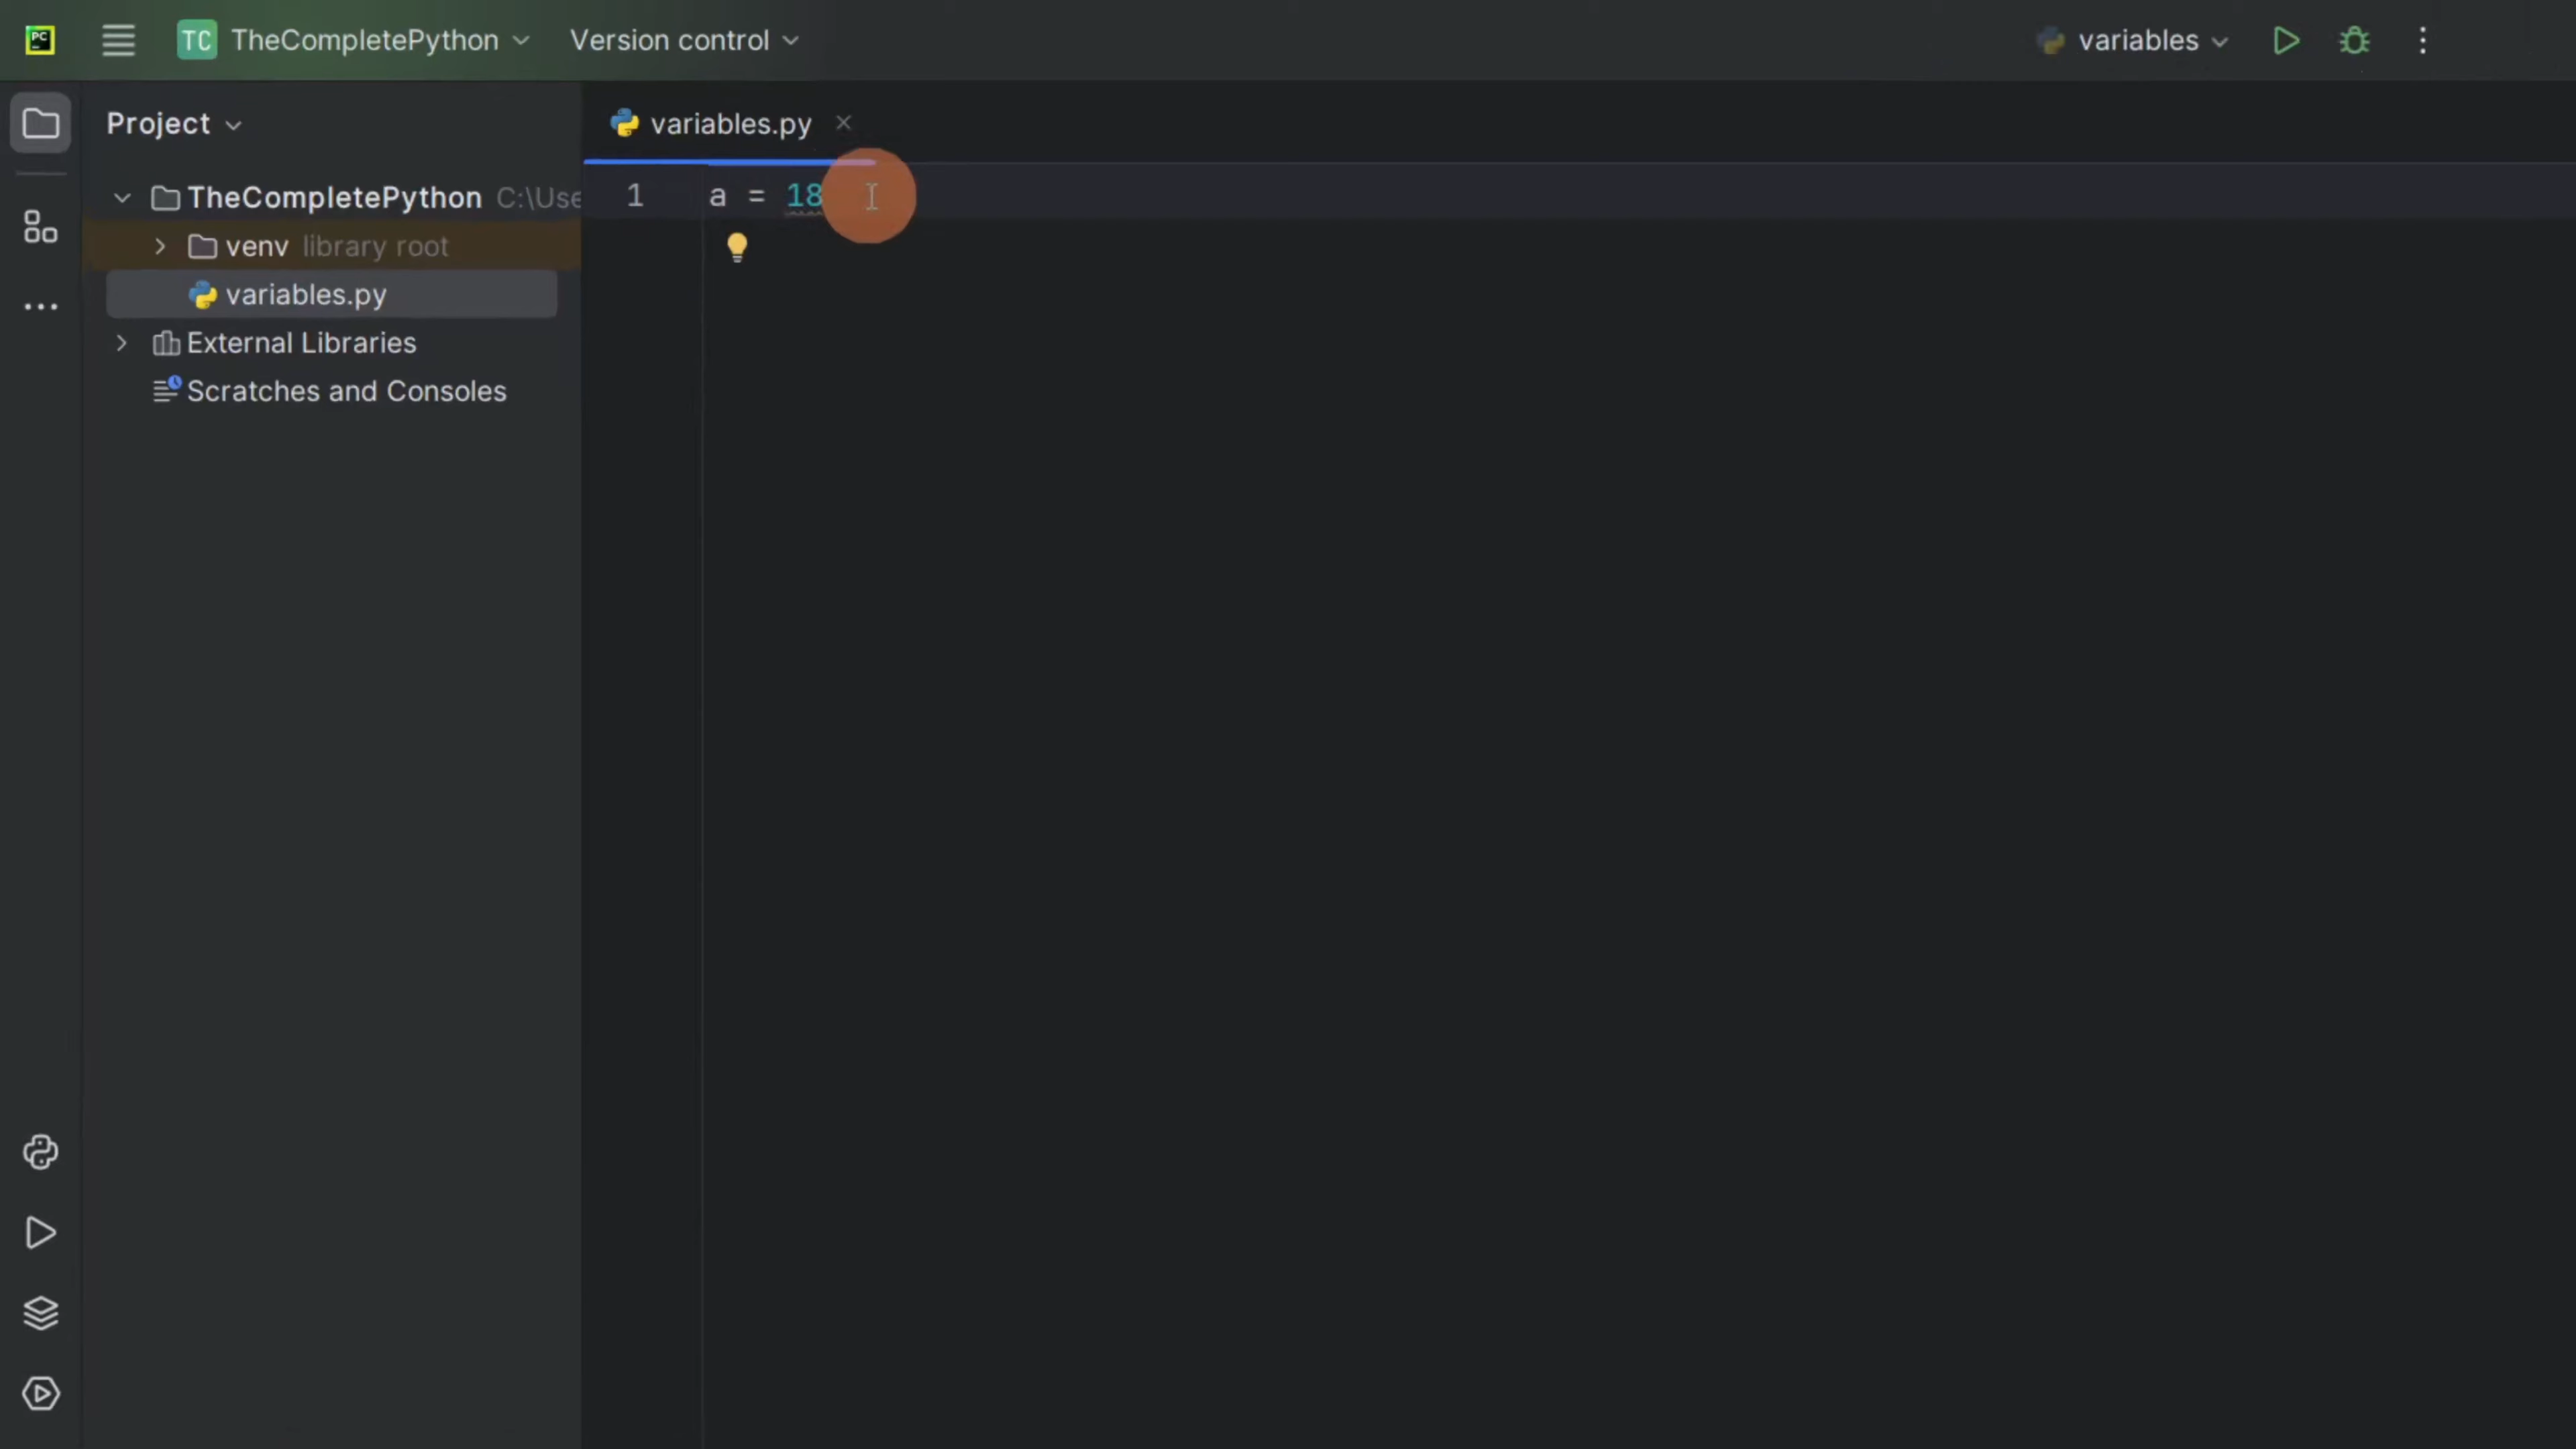 PC
TC TheCompletePython Version control variables
Project
variables.py
1 a = 18
TheCompletePython C:\Use
venv library root
variables.py
External Libraries
Scratches and Consoles